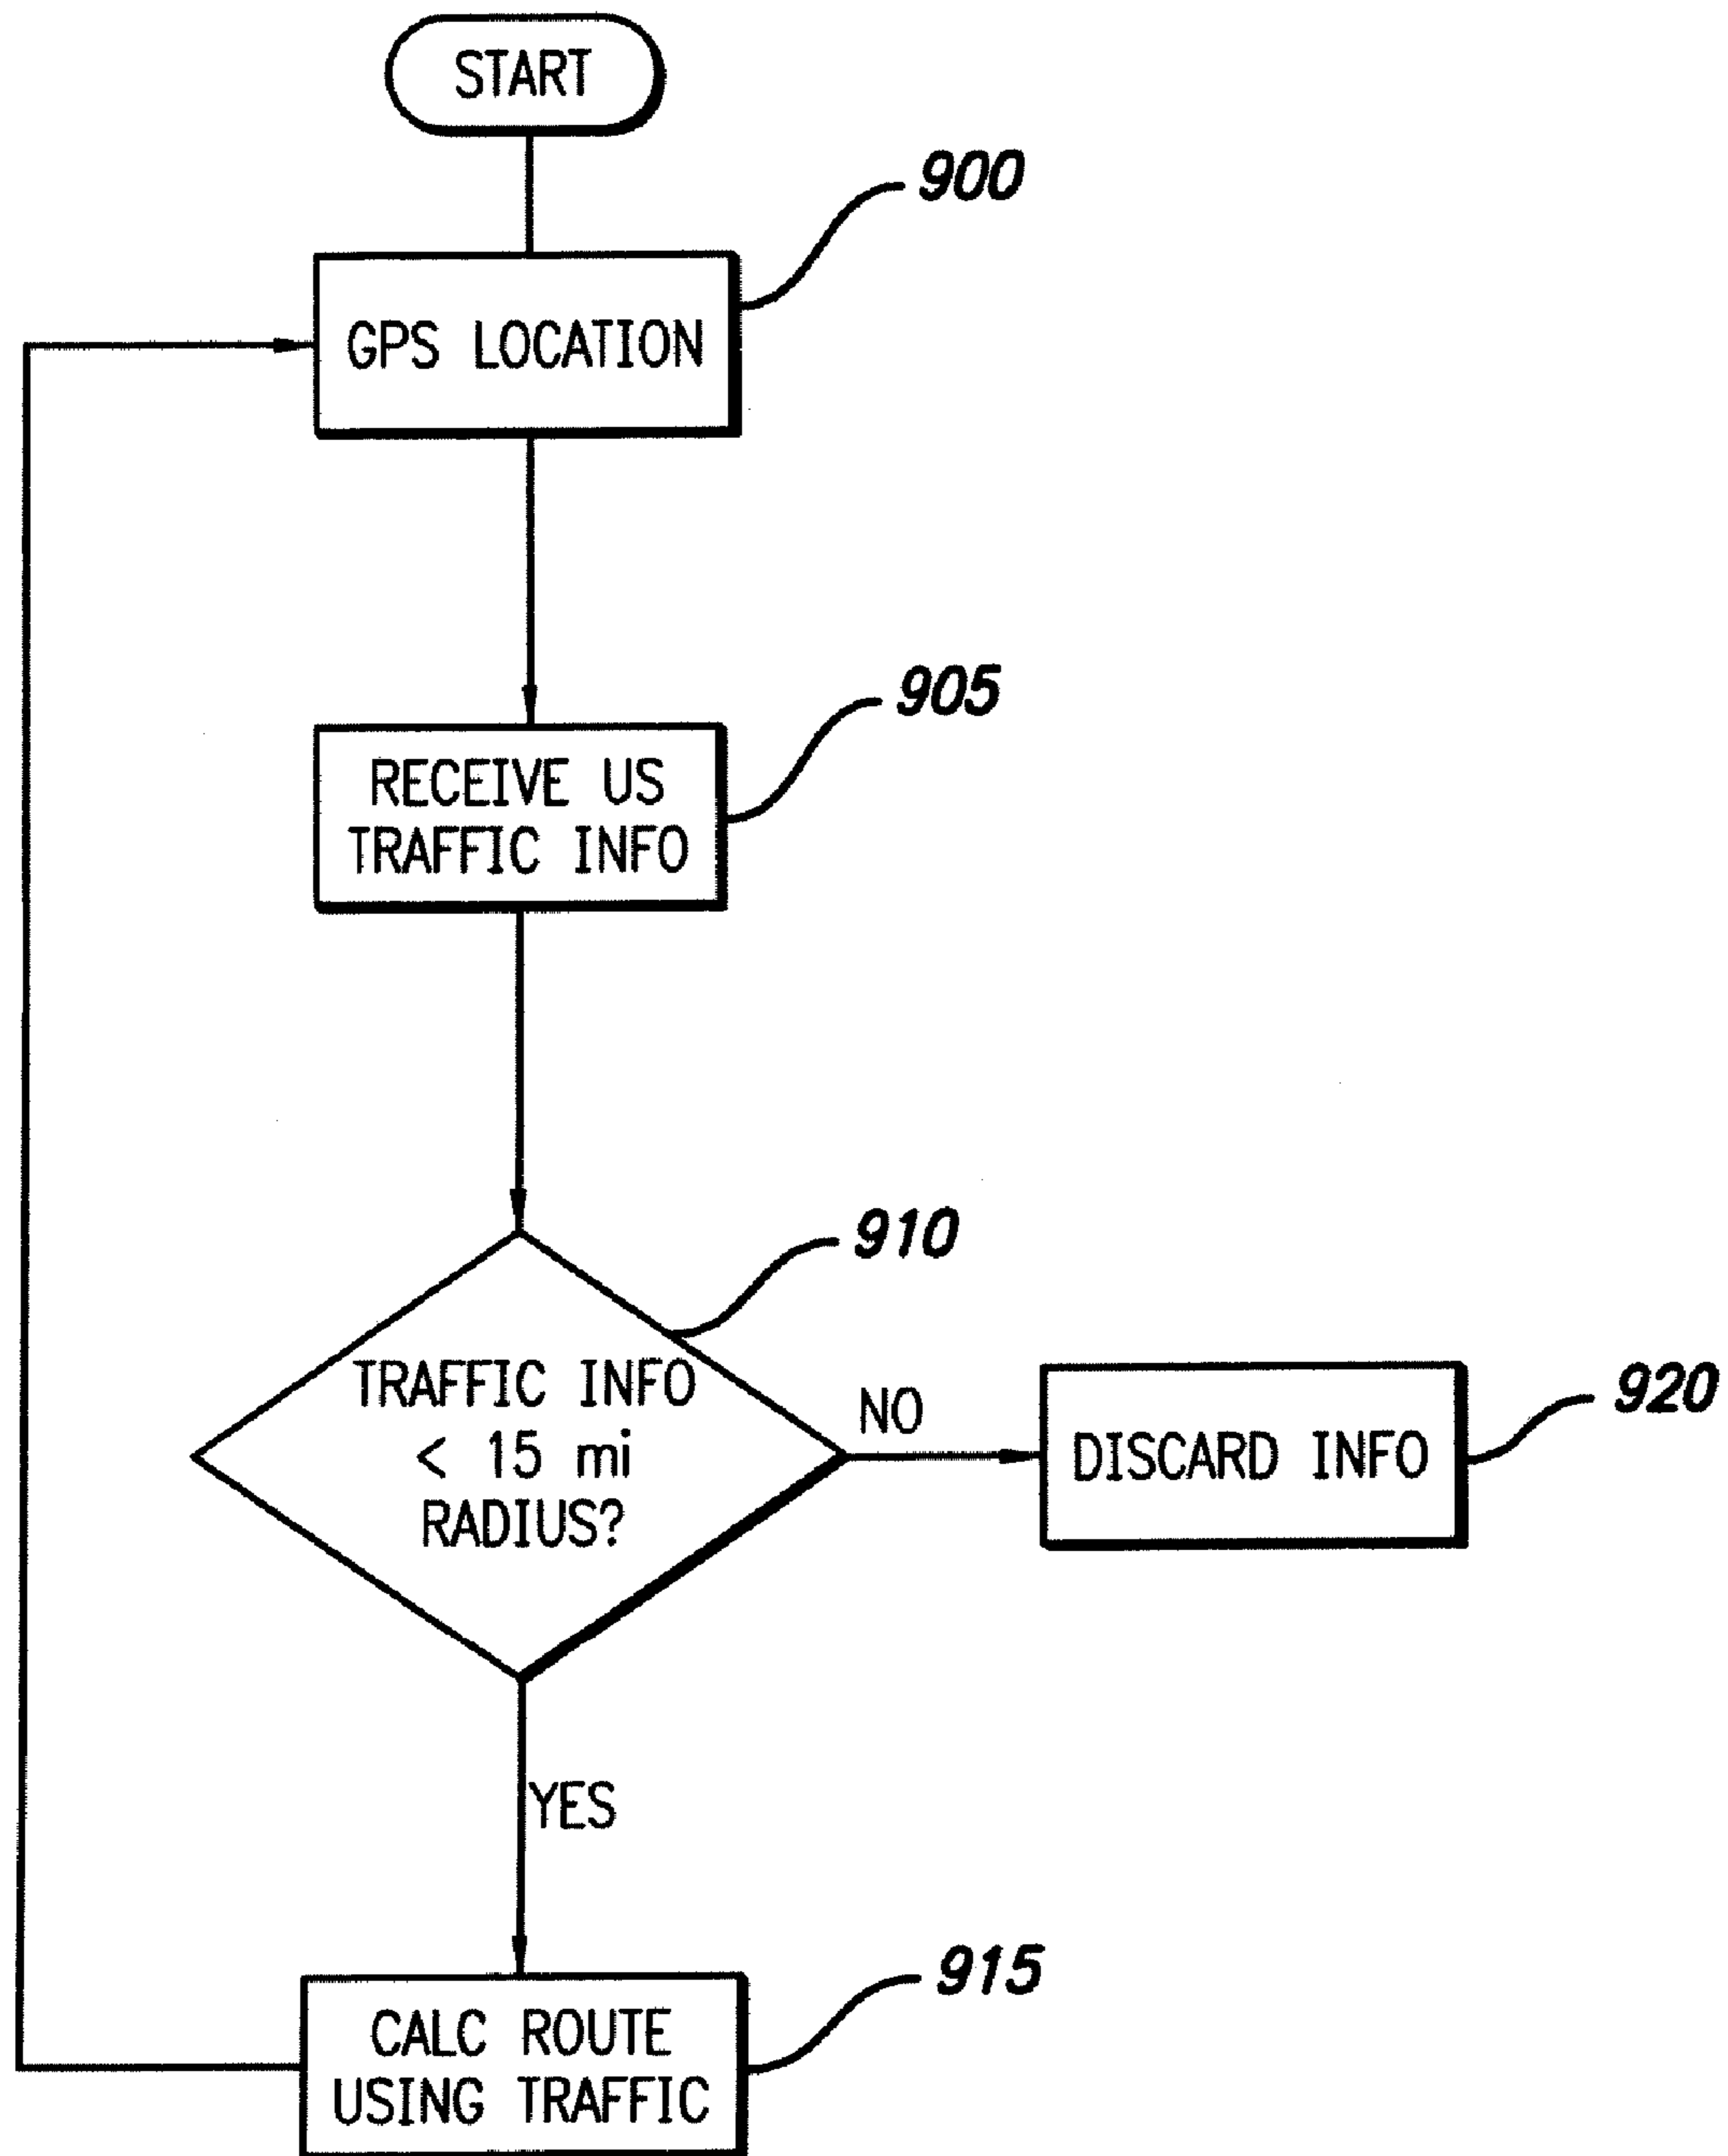 START
900
GPS LOCATION
905
RECEIVE US
TRAFFIC INFO
910
TRAFFIC INFO
< 15 mi
RADIUS?
NO
920
DISCARD INFO
YES
915
CALC ROUTE
USING TRAFFIC